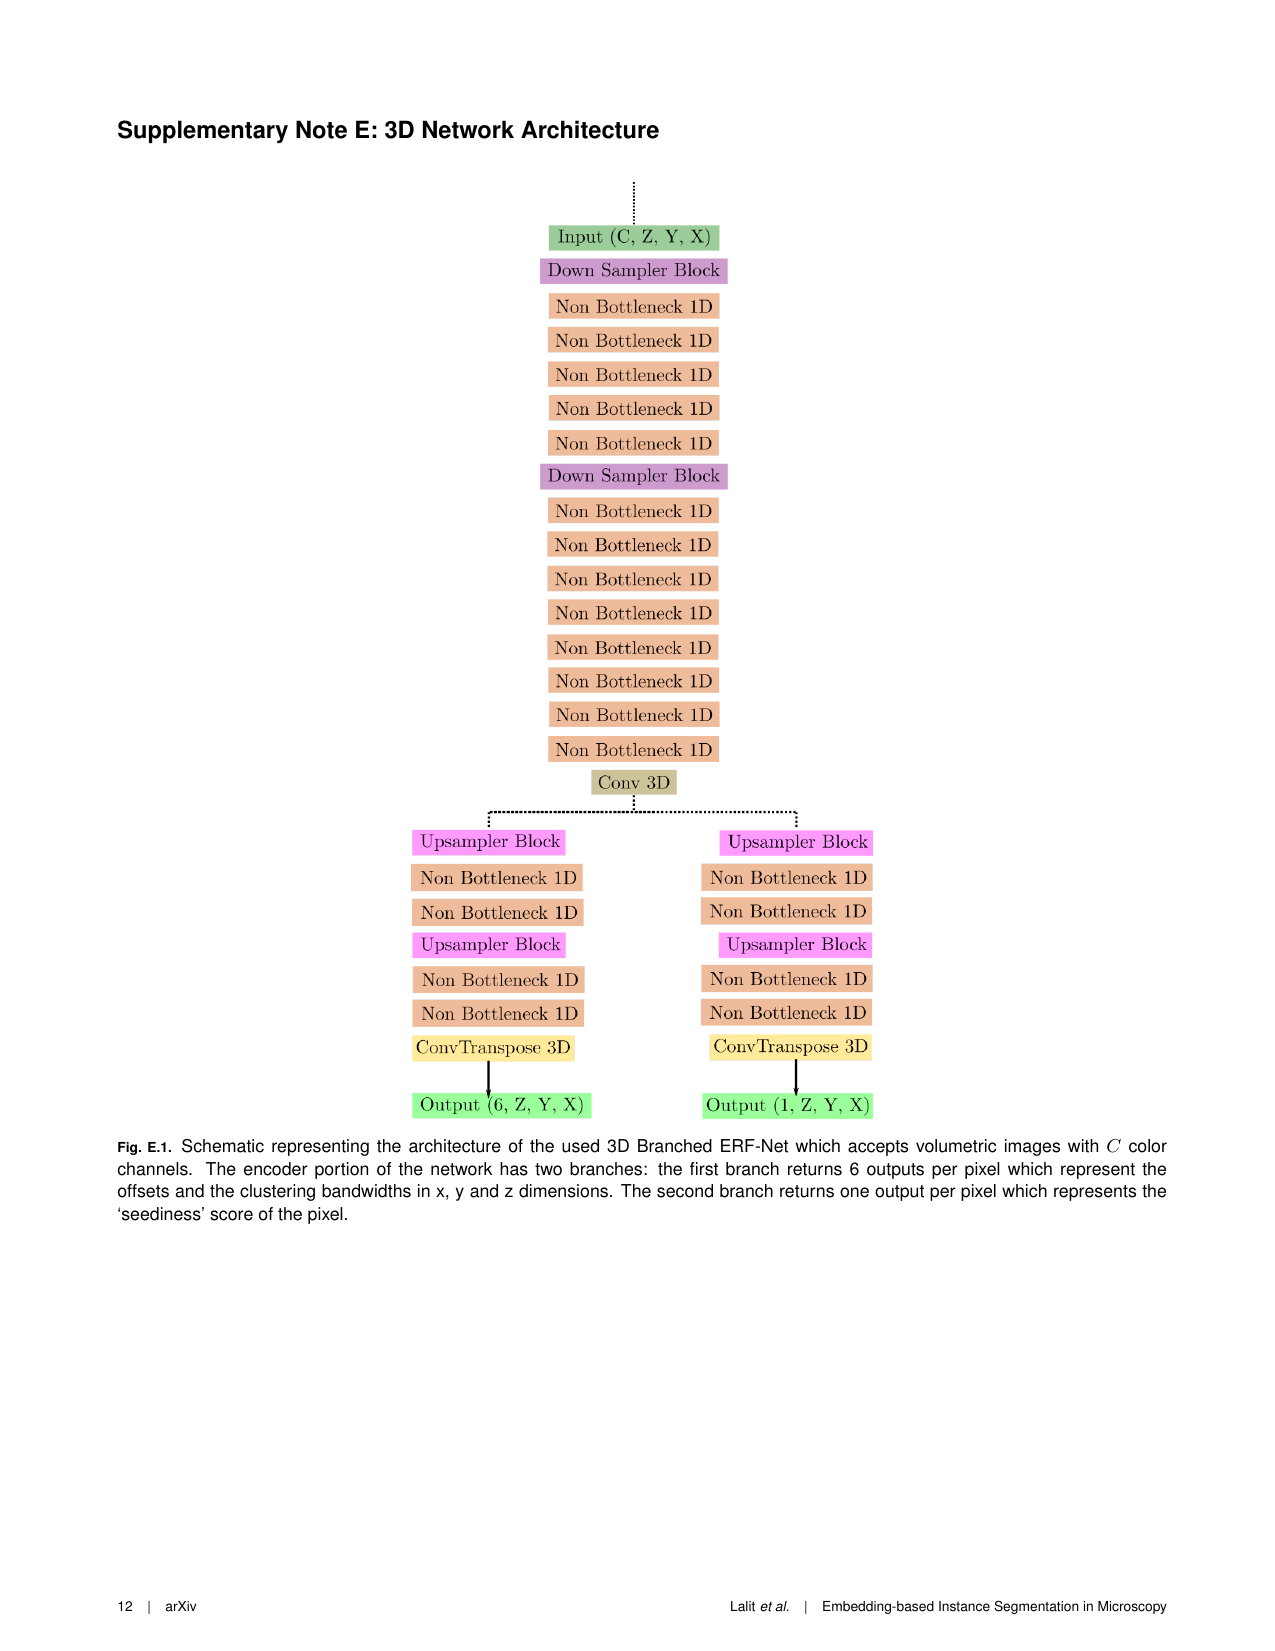 Supplementary Note E: 3D Network Architecture
Input (C, Z, Y, X)
Down Sampler Block
Non Bottleneck 1D
Non Bottleneck 1D
Non Bottleneck 1D
Non Bottleneck 1D
Non Bottleneck 1D
Down Sampler Block
Non Bottleneck 1D
Non Bottleneck 1D
Non Bottleneck 1D
Non Bottleneck 1D
Non Bottleneck 1D
Non Bottleneck 1D
Non Bottleneck 1D
Non Bottleneck 1D
Conv 3D
Upsampler Block
Non Bottleneck 1D
Non Bottleneck 1D
Upsampler Block
Non Bottleneck 1D
Non Bottleneck 1D
ConvTranspose 3D
Output (6, Z, Y, X)
Upsampler Block
Non Bottleneck 1D
Non Bottleneck 1D
Upsampler Block
Non Bottleneck 1D
Non Bottleneck 1D
ConvTranspose 3D
Output (1, Z, Y, X)
Fig. E.1. Schematic representing the architecture of the used 3D Branched ERF-Net which accepts volumetric images with C color
channels. The encoder portion of the network has two branches: the first branch returns 6 outputs per pixel which represent the
offsets and the clustering bandwidths in x, y and z dimensions. The second branch returns one output per pixel which represents the
‘seediness’ score of the pixel.
12 | arXiv
Lalit et al. | Embedding-based Instance Segmentation in Microscopy